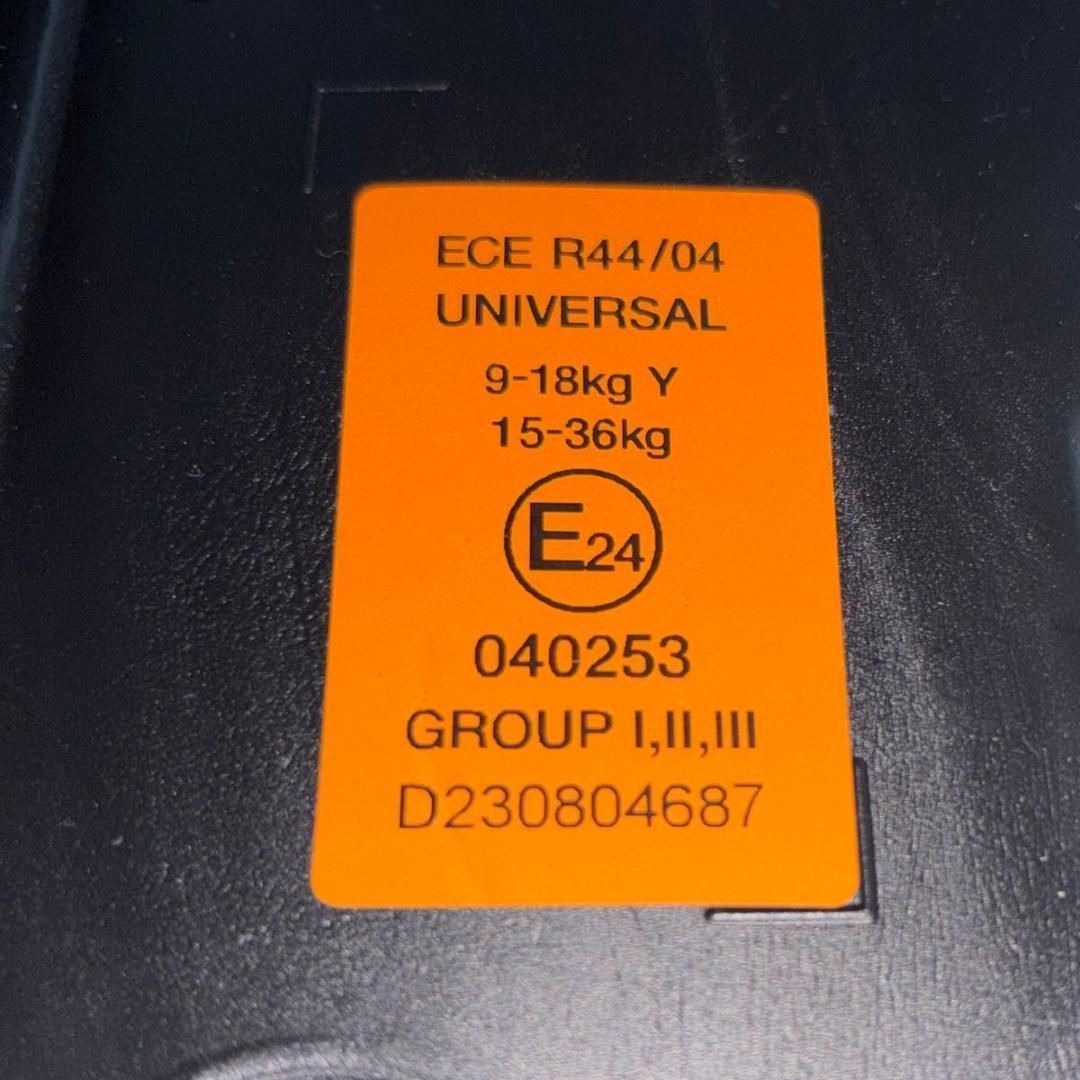 ECE R44/04
UNIVERSAL
9-18kg Y
15-36kg
E24
040253
GROUP I,II,III
D230804687